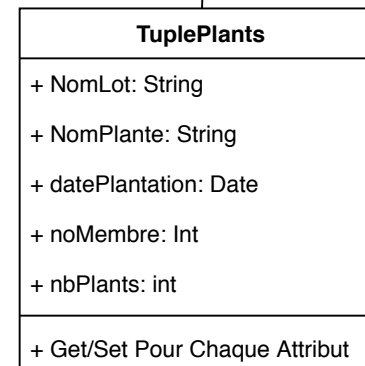 TuplePlants
+ NomLot: String
+ NomPlante: String
+ datePlantation: Date
+ noMembre: Int
+ nbPlants: int
+ Get/Set Pour Chaque Attribut